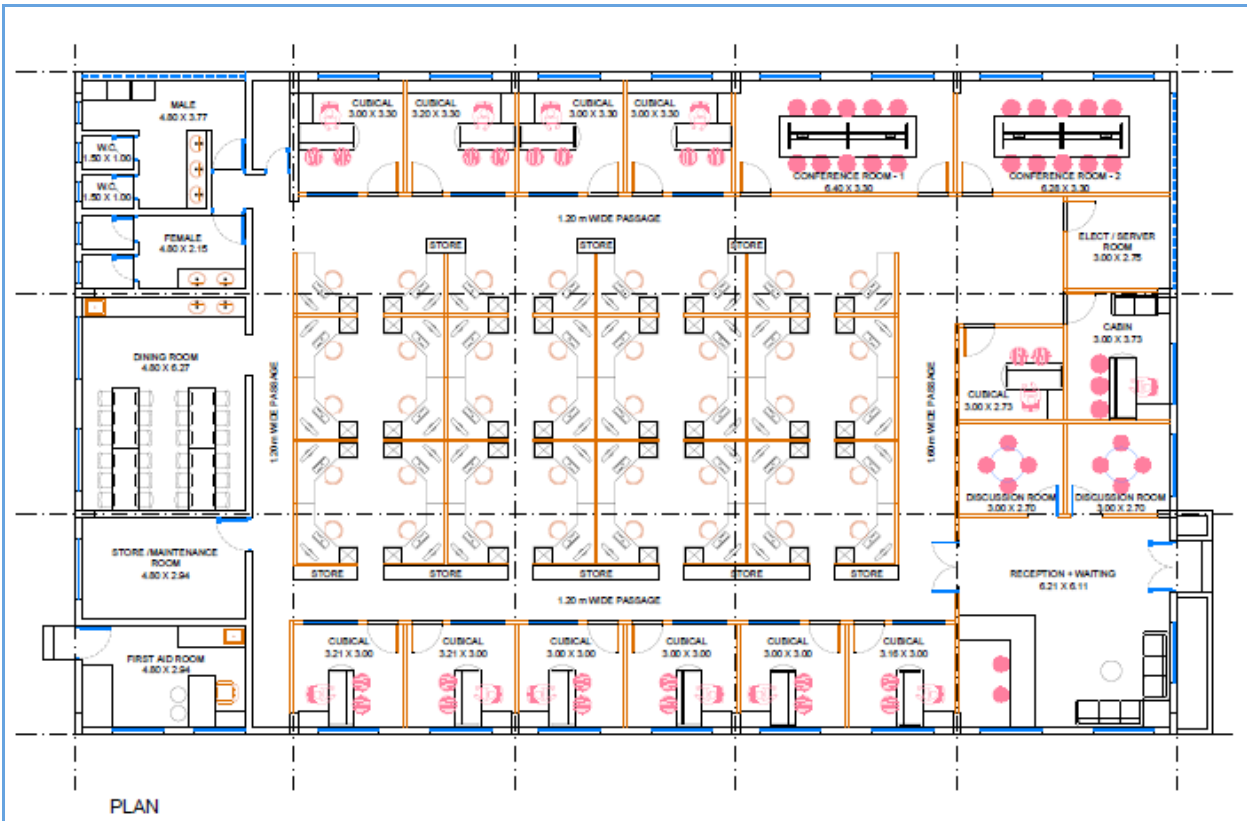 MALE
4.80 X 3.77
W.C,
1.50 X 1.00
W.C,
1.50 X 1.00
FEMALE
4.80 X 2.15
CUBICAL
3.00 X 3.30
CUBICAL
3.20 X 3.30
CUBICAL
3.00 X 3.30
CUBICAL
3.00 X 3.30
CONFERENCE ROOM - 1
6.40 X 3.30
CONFERENCE ROOM - 2
6.28 X 3.30
1.20 m WIDE PASSAGE
STORE
STORE
STORE
ELECT / SERVER
ROOM
3.00 X 2.75
DINING ROOM
4.80 X 6.27
1.20m WIDE PASSAGE
1.60m WIDE PASSAGE
CABIN
3.00 X 3.73
CUBICAL
3.00 X 2.73
DISCUSSION ROOM
3.00 X 2.70
DISCUSSION ROOM
3.00 X 2.70
STORE /MAINTENANCE
ROOM
4.80 X 2.94
STORE
STORE
STORE
STORE
STORE
RECEPTION + WAITING
6.21 X 6.11
1.20 m WIDE PASSAGE
FIRST AID ROOM
4.80 X 2.94
CUBICAL
3.21 X 3.00
CUBICAL
3.21 X 3.00
CUBICAL
3.00 X 3.00
CUBICAL
3.00 X 3.00
CUBICAL
3.00 X 3.00
CUBICAL
3.16 X 3.00
PLAN